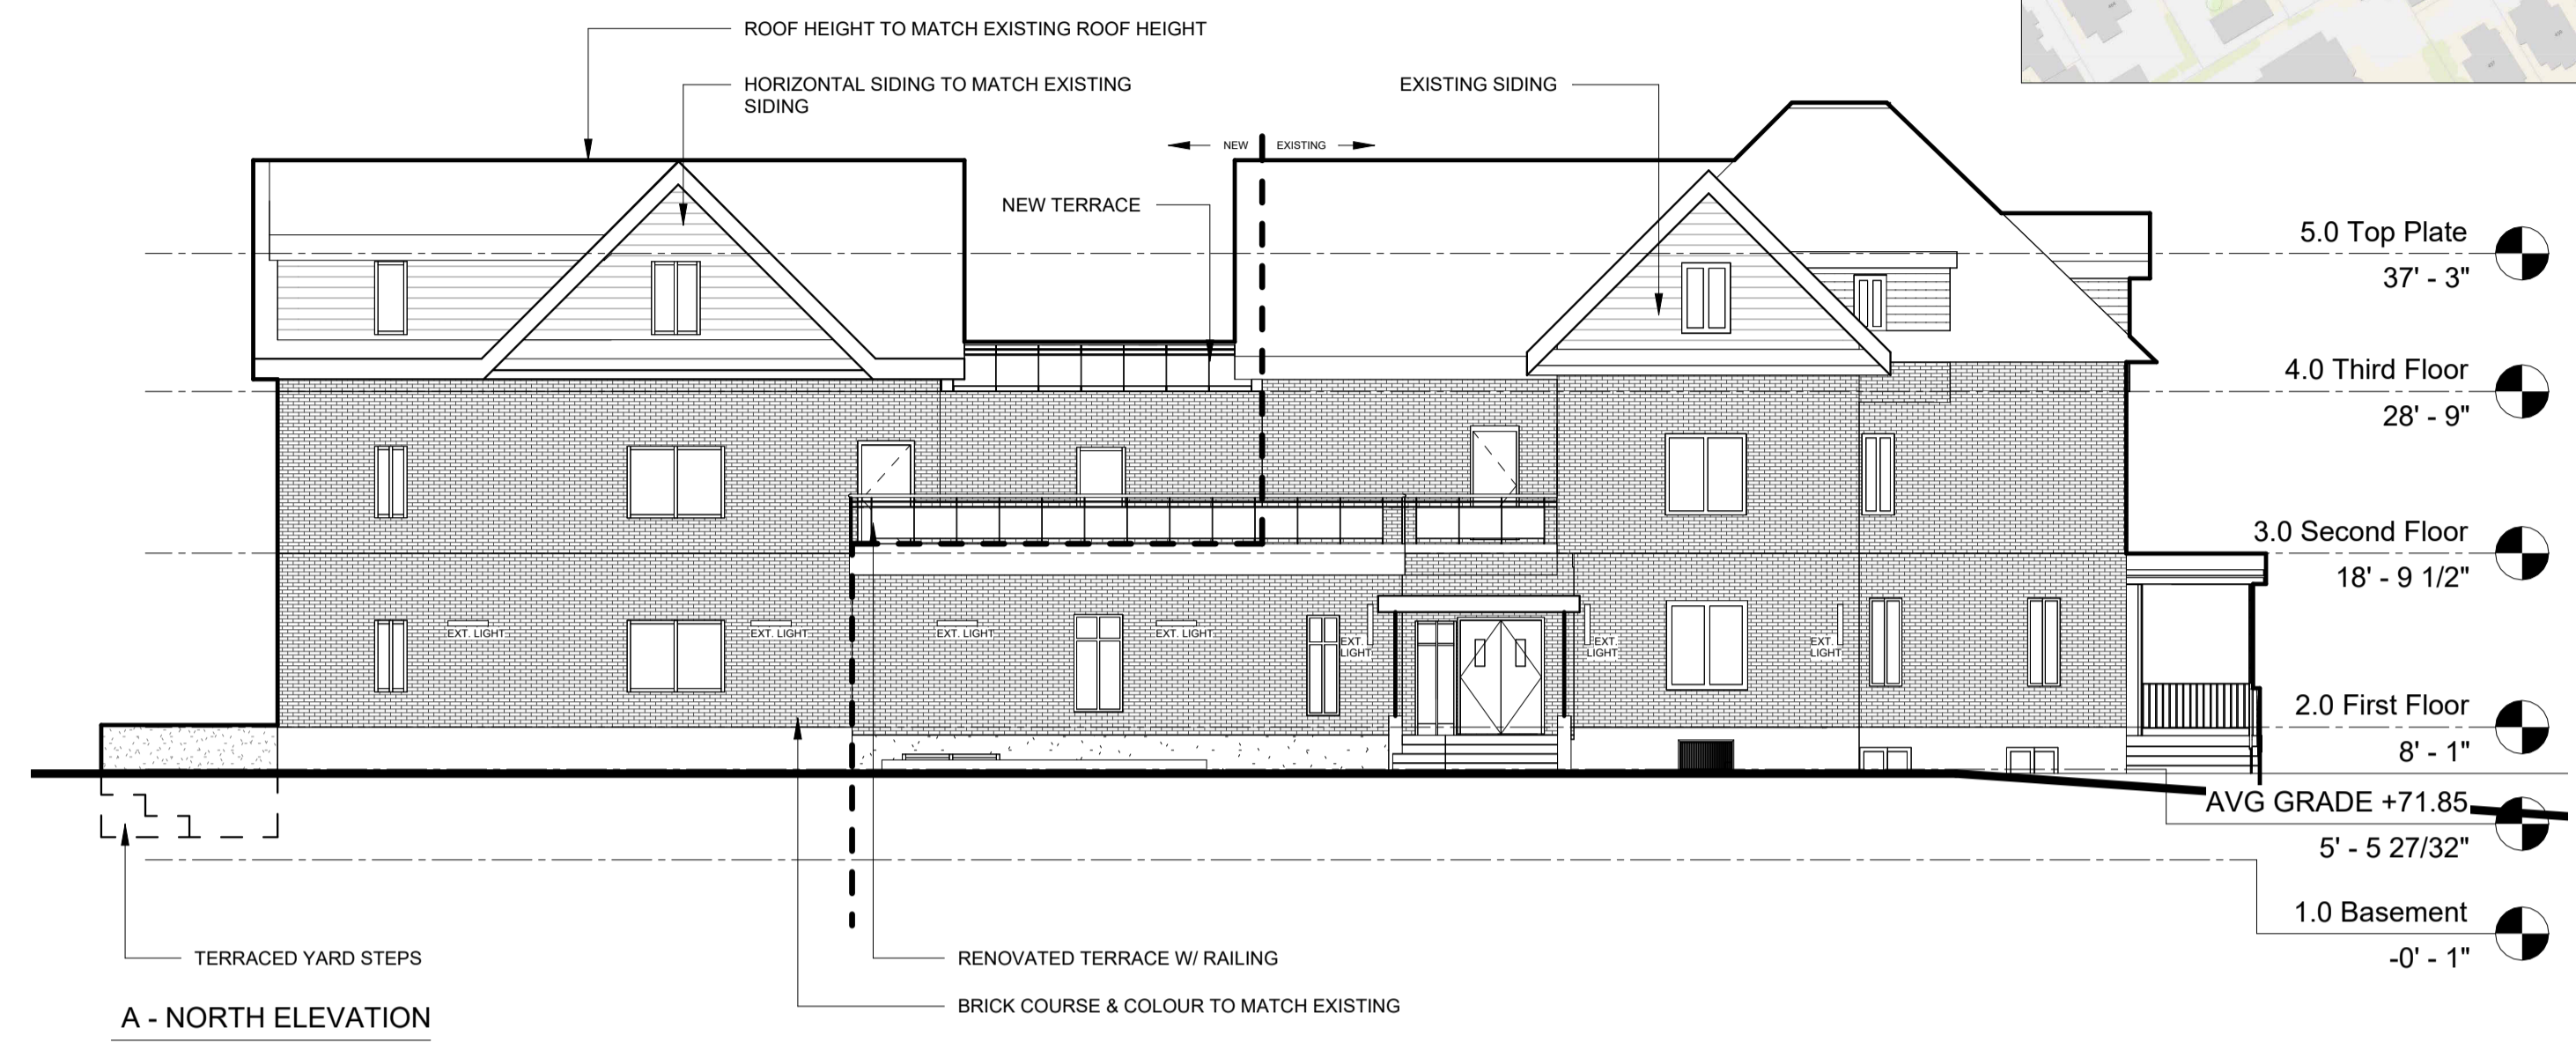 ROOF HEIGHT TO MATCH EXISTING ROOF HEIGHT
HORIZONTAL SIDING TO MATCH EXISTING
SIDING
EXISTING SIDING
NEW
EXISTING
NEW TERRACE
5.0 Top Plate
37' - 3"
4.0 Third Floor
28' - 9"
3.0 Second Floor
18' - 9 1/2"
EXT. LIGHT
EXT. LIGHT
EXT. LIGHT
EXT. LIGHT
EXT.
LIGHT
EXT.
LIGHT
EXT.
LIGHT
2.0 First Floor
8' - 1"
AVG GRADE +71.85
5' - 5 27/32"
1.0 Basement
-0' - 1"
TERRACED YARD STEPS
RENOVATED TERRACE W/ RAILING
BRICK COURSE & COLOUR TO MATCH EXISTING
A - NORTH ELEVATION